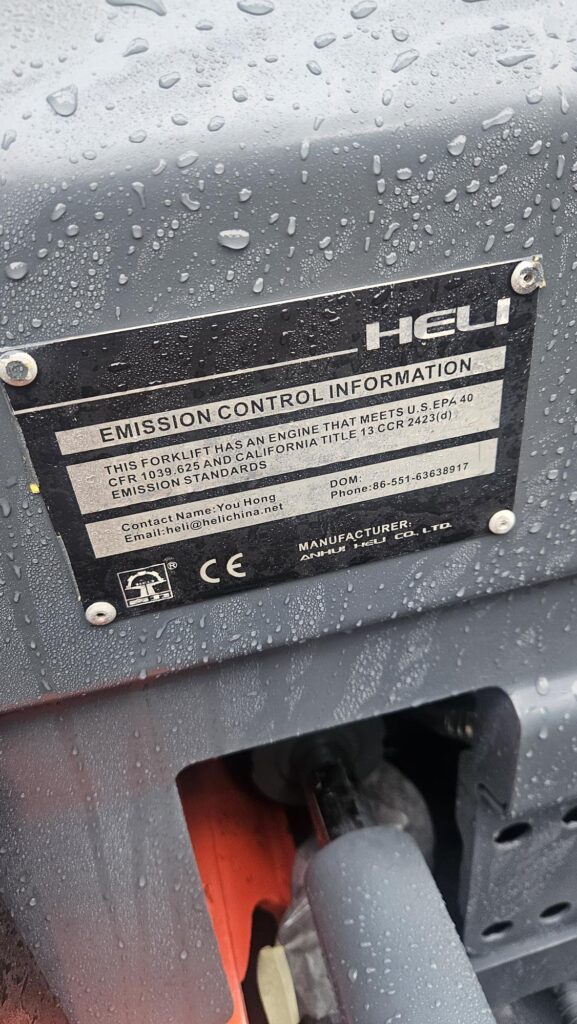 HELI
EMISSION CONTROL INFORMATION
THIS FORKLIFT HAS AN ENGINE THAT MEETS U.S.EPA 40
CFR 1039.625 AND CALIFORNIA TITLE 13 CCR 2423(d)
EMISSION STANDARDS
Contact Name:You Hong DOM:
Email:heli@helichina.net Phone:86-551-63638917
MANUFACTURER:
ANHUI HELI CO., LTD.
® CE